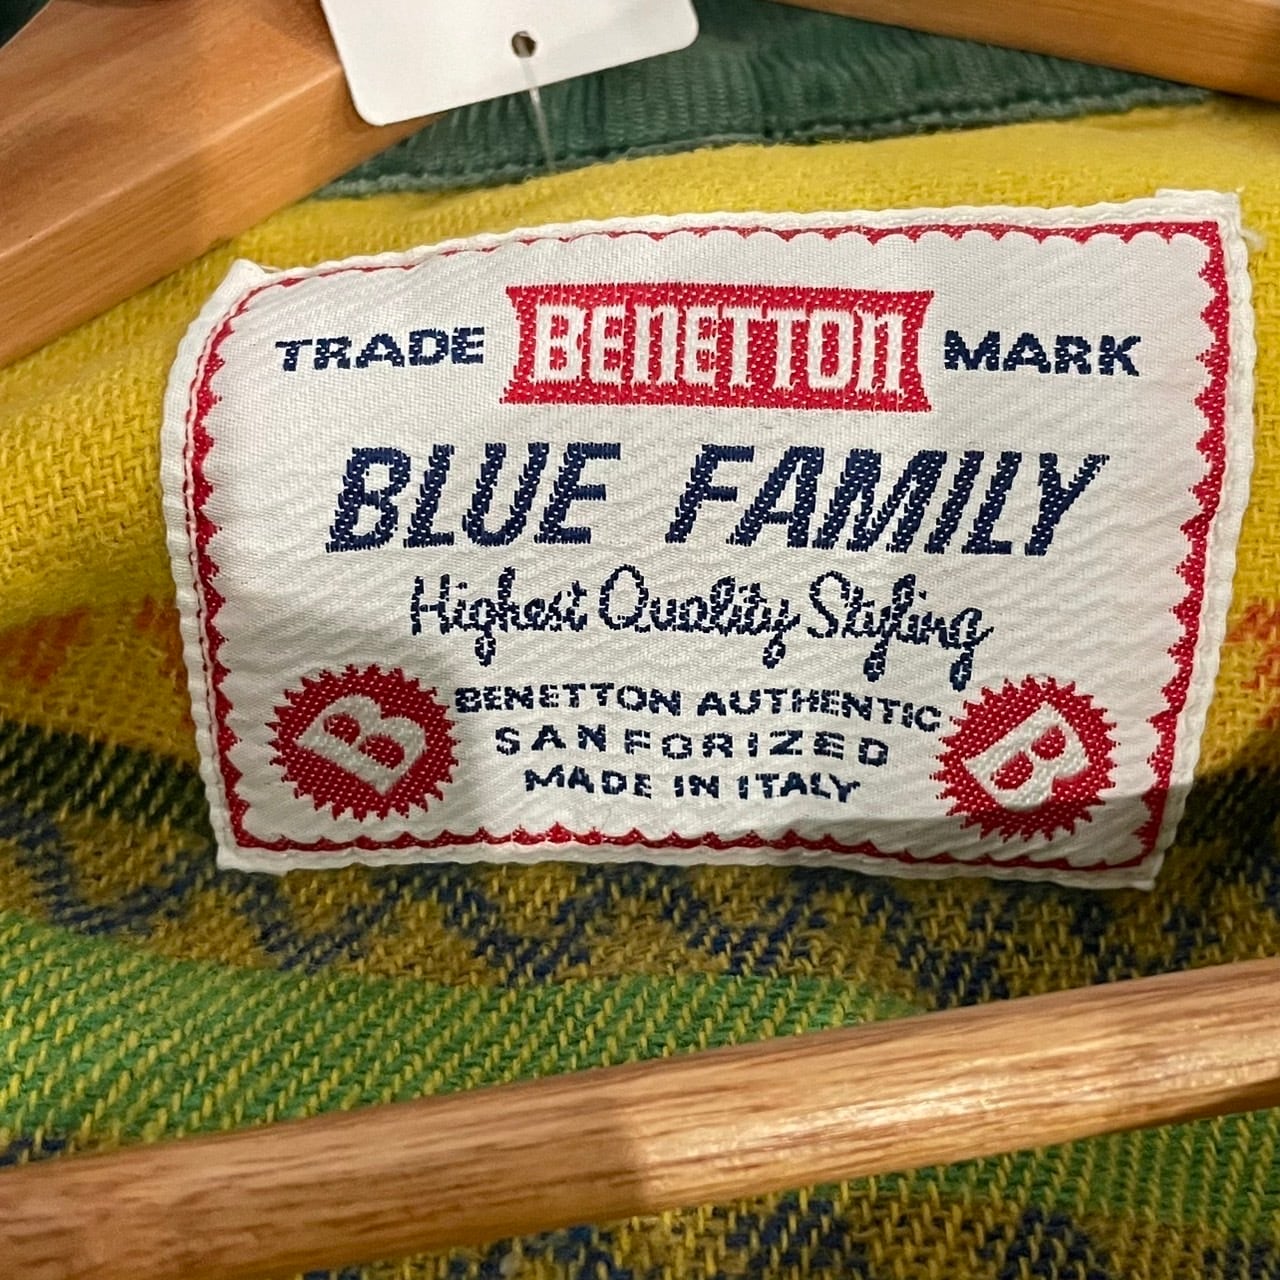 TRADE BENETTON MARK
BLUE FAMILY
Highest Quality Styling
BENETTON AUTHENTIC
SANFORIZED
MADE IN ITALY
B B